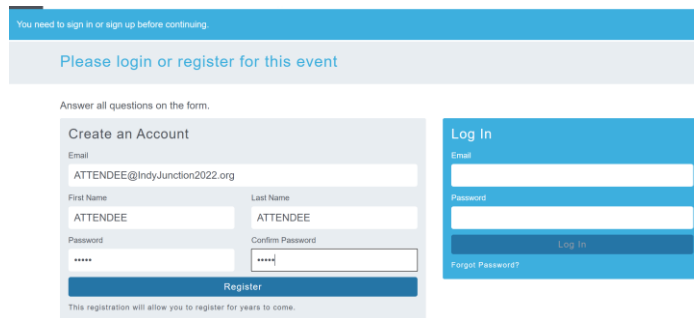 You need to sign in or sign up before continuing.
Please login or register for this event
Answer all questions on the form.
Create an Account
Email
ATTENDEE@IndyJunction2022.org
First Name Last Name
ATTENDEE ATTENDEE
Password Confirm Password
••••• •••••
Register
This registration will allow you to register for years to come.
Log In
Email
Password
Log In
Forgot Password?